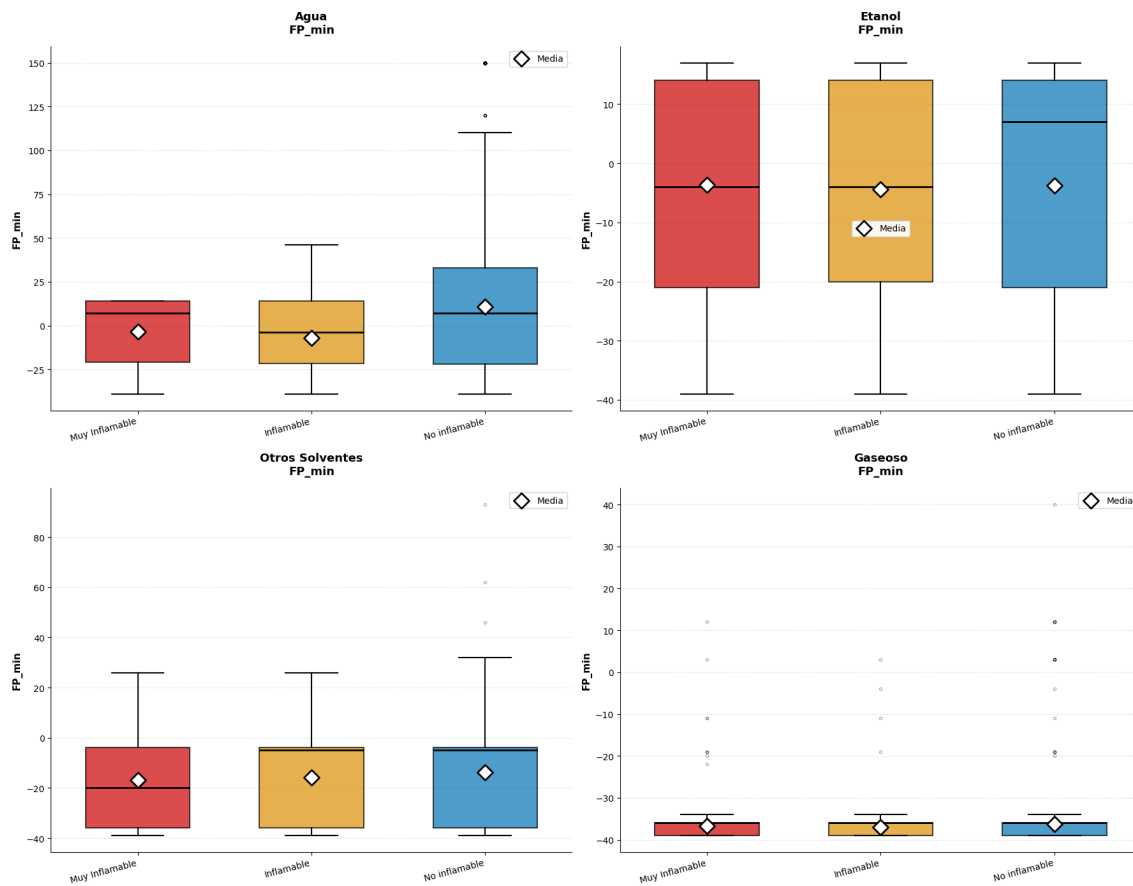 Agua
FP_min
Media
FP_min
150
125
100
75
50
25
0
−25
Muy Inflamable
Inflamable
No inflamable
Etanol
FP_min
Media
FP_min
10
0
−10
−20
−30
−40
Muy Inflamable
Inflamable
No inflamable
Otros Solventes
FP_min
Media
FP_min
80
60
40
20
0
−20
−40
Muy Inflamable
Inflamable
No inflamable
Gaseoso
FP_min
Media
FP_min
40
30
20
10
0
−10
−20
−30
−40
Muy Inflamable
Inflamable
No inflamable